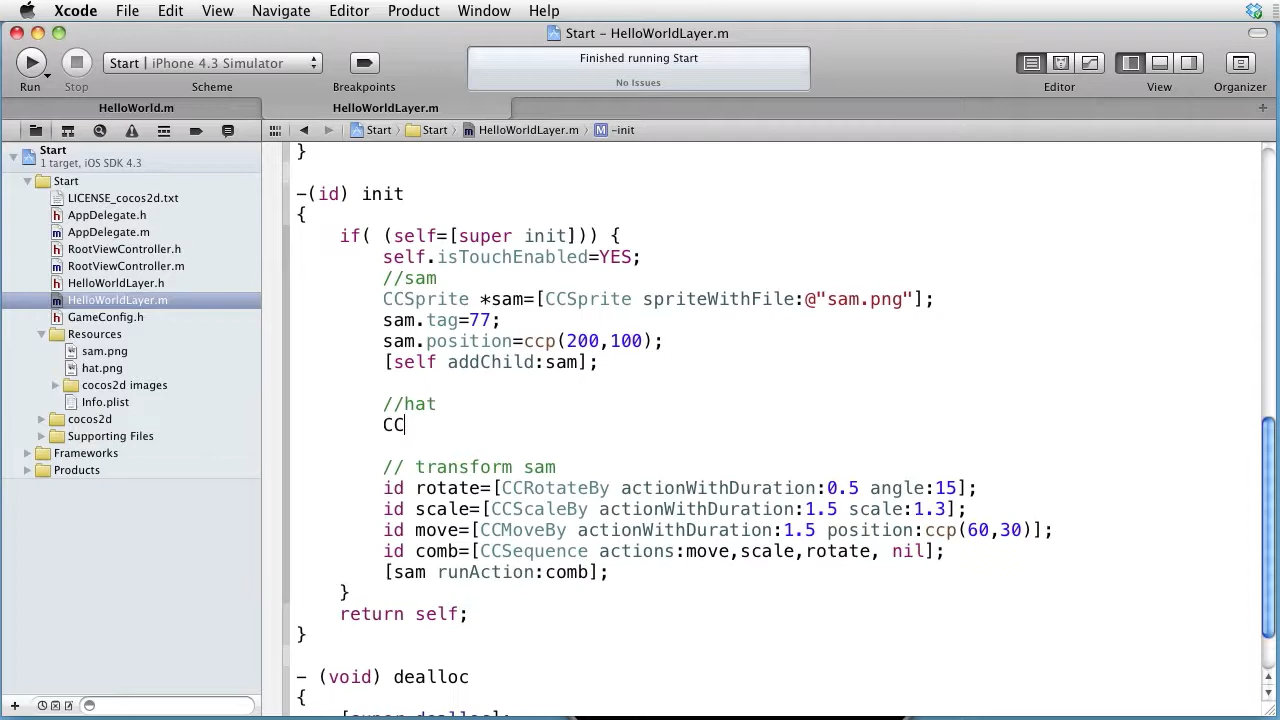 Xcode File Edit View Navigate Editor Product Window Help
Start - HelloWorldLayer.m
Start | iPhone 4.3 Simulator
Finished running Start
No Issues
Run Stop Scheme Breakpoints Editor View Organizer
HelloWorld.m HelloWorldLayer.m
Start Start HelloWorldLayer.m M -init
Start
1 target, iOS SDK 4.3
Start
LICENSE_cocos2d.txt
AppDelegate.h
AppDelegate.m
RootViewController.h
RootViewController.m
HelloWorldLayer.h
HelloWorldLayer.m
GameConfig.h
Resources
sam.png
hat.png
cocos2d images
Info.plist
cocos2d
Supporting Files
Frameworks
Products
}
-(id) init
{
if( (self=[super init])) {
self.isTouchEnabled=YES;
//sam
CCSprite *sam=[CCSprite spriteWithFile:@"sam.png"];
sam.tag=77;
sam.position=ccp(200,100);
[self addChild:sam];
//hat
CC
// transform sam
id rotate=[CCRotateBy actionWithDuration:0.5 angle:15];
id scale=[CCScaleBy actionWithDuration:1.5 scale:1.3];
id move=[CCMoveBy actionWithDuration:1.5 position:ccp(60,30)];
id comb=[CCSequence actions:move,scale,rotate, nil];
[sam runAction:comb];
}
return self;
}
- (void) dealloc
{
[super dealloc];